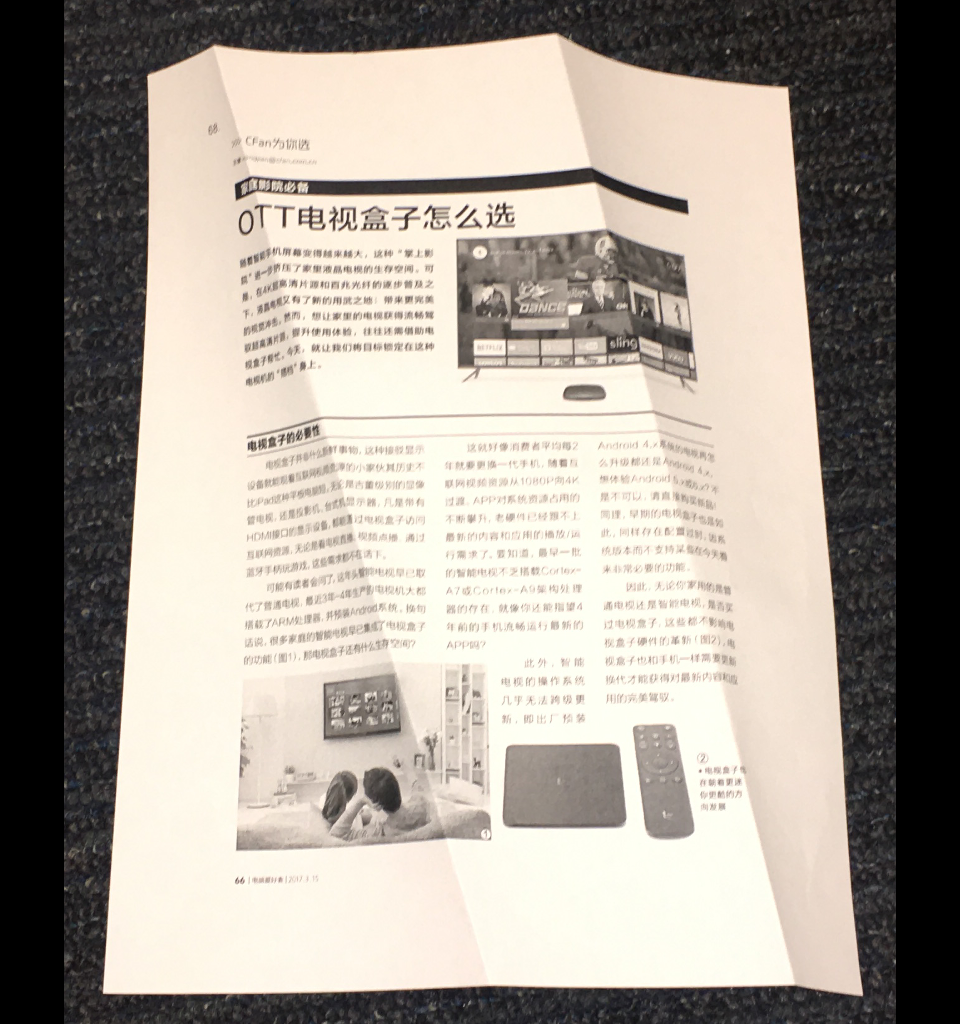 68
>>> CFan为你选
家庭影院必备
OTT电视盒子怎么选
随着智能手机屏幕变得越来越大，这种“掌上影
院”进一步挤压了家里液晶电视的生存空间。可
是，在4K超高清片源和百兆光纤的逐步普及之
下，液晶电视又有了新的用武之地：带来更完美
的视觉冲击。然而，想让家里的电视获得流畅驾
驭超高清片源，提升使用体验，往往还需借助电
视盒子帮忙。今天，就让我们将目标锁定在这种
电视机的“搭档”身上。
DANCE
NETFLIX
sling
电视盒子的必要性
电视盒子并非什么新鲜事物，这种接驳显示
设备就能观看互联网视频资源的小家伙其历史不
比iPad这种平板电脑短。无论是古董级别的显像
管电视，还是投影机、台式机显示器，凡是带有
HDMI接口的显示设备，都能通过电视盒子访问
互联网资源，无论是看电视直播、视频点播，通过
蓝牙手柄玩游戏，这些需求都不在话下。
可能有读者会问了，这年头智能电视早已取
代了普通电视，最近3年~4年生产的电视机大都
搭载了ARM处理器，并预装Android系统，换句
话说，很多家庭的智能电视早已集成了电视盒子
的功能（图1），那电视盒子还有什么生存空间？
①
这就好像消费者平均每2
年就要更换一代手机，随着互
联网视频资源从1080P向4K
过渡，APP对系统资源占用的
不断攀升，老硬件已经跟不上
最新的内容和应用的播放/运
行需求了。要知道，最早一批
的智能电视不乏搭载Cortex-
A7或Cortex-A9架构处理
器的存在，就像你还能指望4
年前的手机流畅运行最新的
APP吗？
此外，智能
电视的操作系统
几乎无法跨级更
新，即出厂预装
Android 4.x系统的电视再怎
么升级都还是Android 4.x，
想体验Android 5.x或6.x？不
是不可以，请直接购买新品！
同理，早期的电视盒子也是如
此，同样存在配置过时，因系
统版本而不支持某些在今天看
来非常必要的功能。
因此，无论你家用的是普
通电视还是智能电视，是否买
过电视盒子，这些都不影响电
视盒子硬件的革新（图2），电
视盒子也和手机一样需要更新
换代才能获得对最新内容和应
用的完美驾驭。
②
• 电视盒子也
在朝着更迷
你更酷的方
向发展
66 | 电脑爱好者 | 2017.3.15